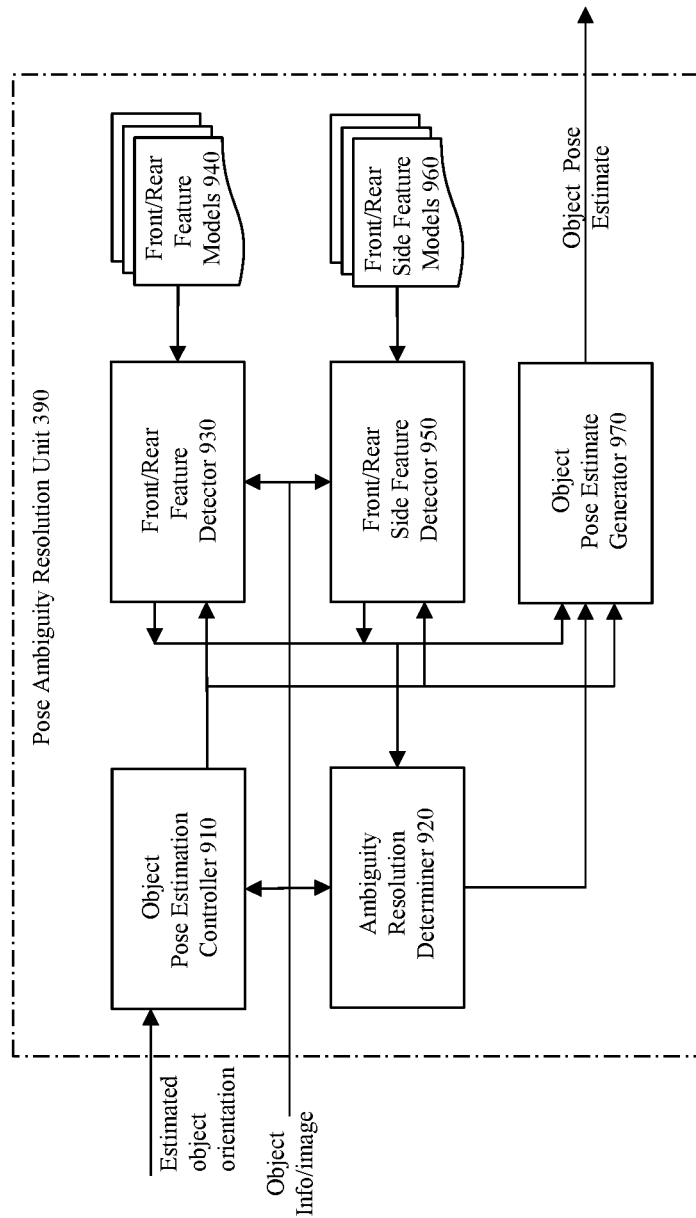 Pose Ambiguity Resolution Unit 390
Estimated
object
orientation
Object
Info/image
Object
Pose Estimation
Controller 910
Ambiguity
Resolution
Determiner 920
Front/Rear
Feature
Detector 930
Front/Rear
Side Feature
Detector 950
Object
Pose Estimate
Generator 970
Front/Rear
Feature
Models 940
Front/Rear
Side Feature
Models 960
Object Pose
Estimate